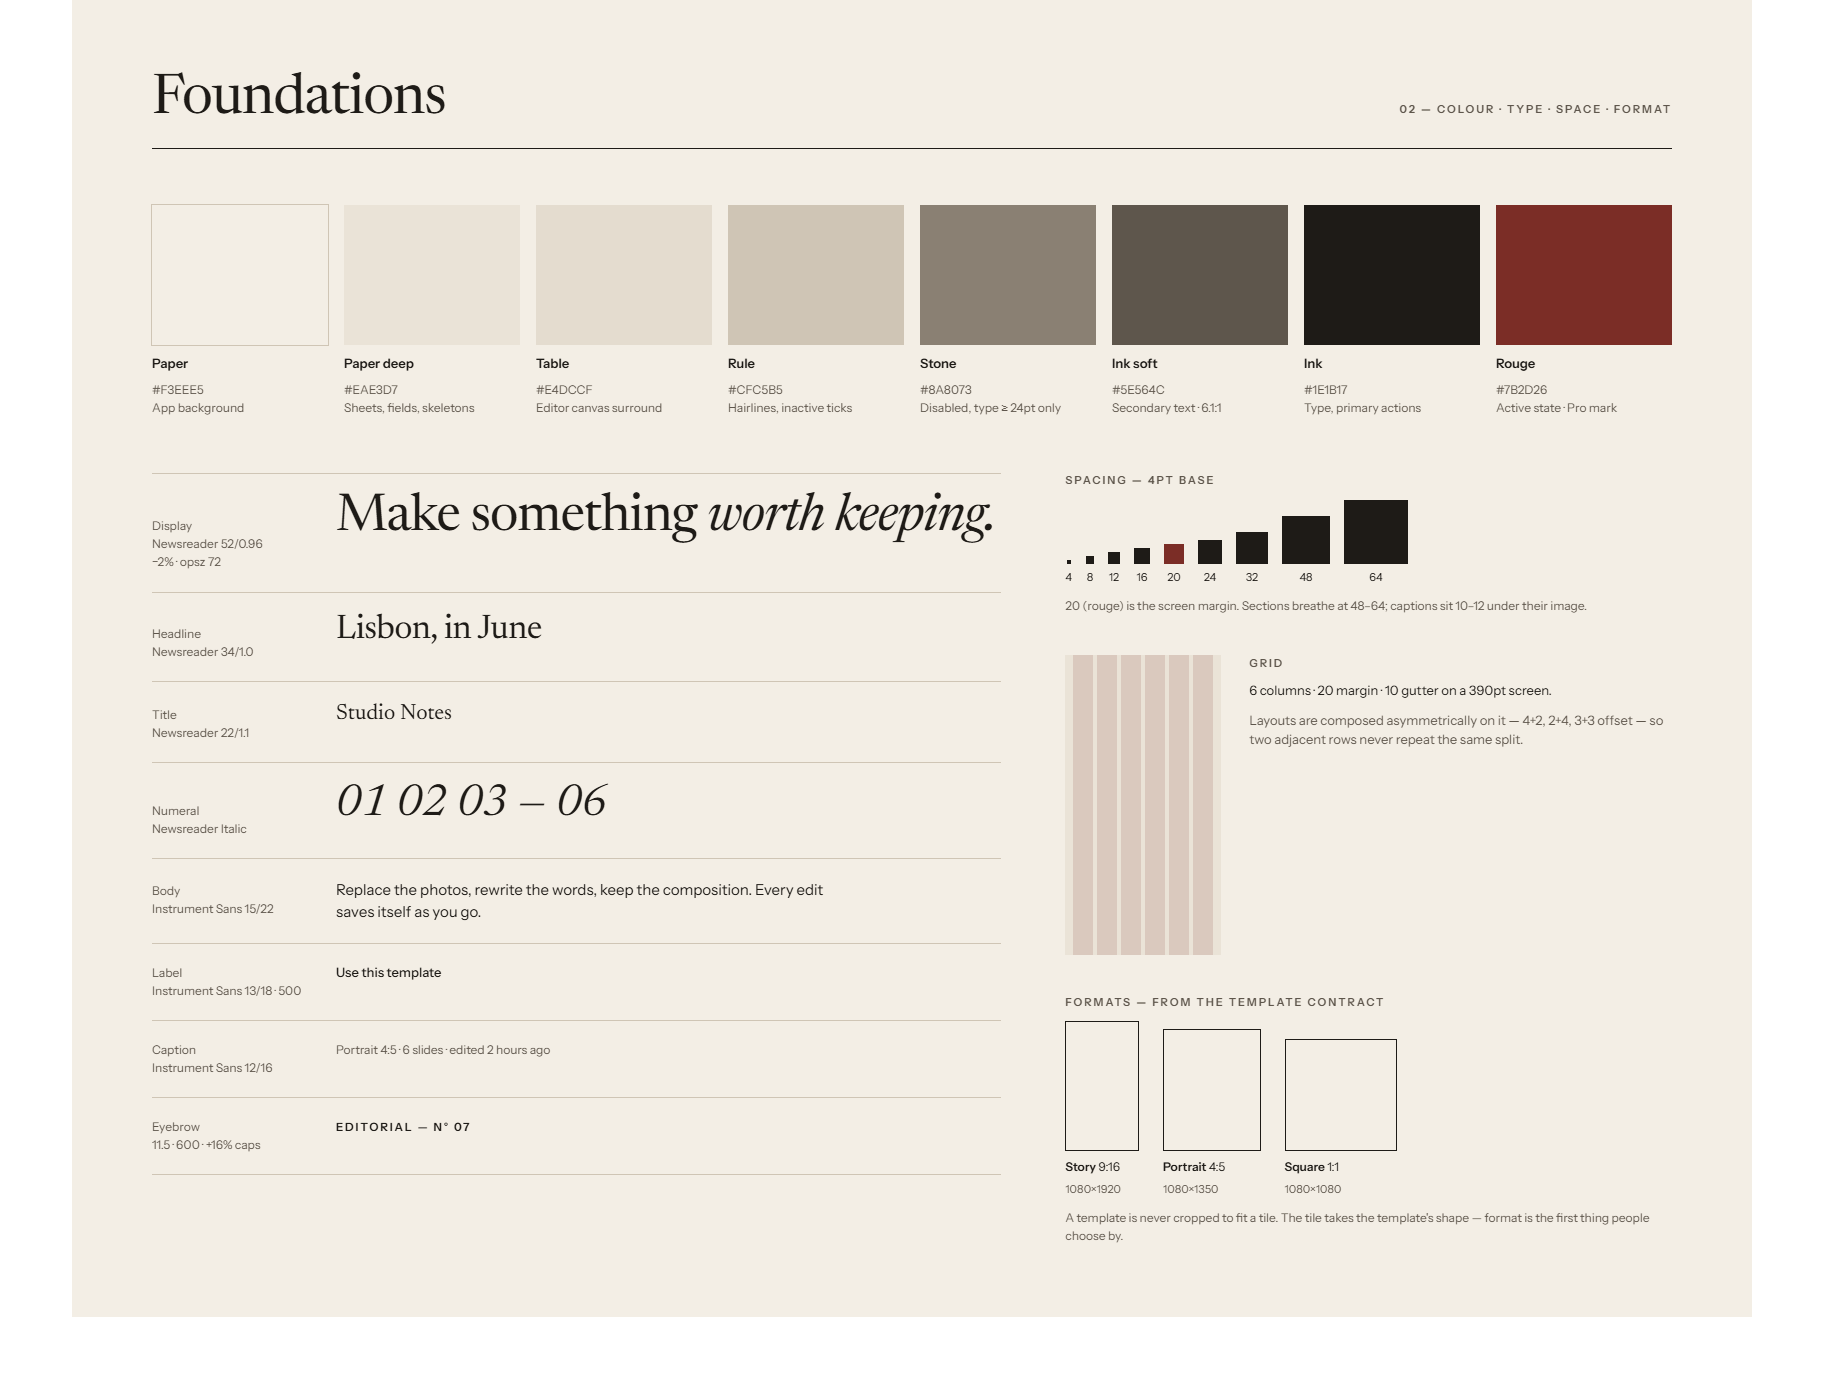 Foundations
02 — COLOUR · TYPE · SPACE · FORMAT
Paper
#F3EEE5
App background
Paper deep
#EAE3D7
Sheets, fields, skeletons
Table
#E4DCCF
Editor canvas surround
Rule
#CFC5B5
Hairlines, inactive ticks
Stone
#8A8073
Disabled, type ≥ 24pt only
Ink soft
#5E564C
Secondary text · 6.1:1
Ink
#1E1B17
Type, primary actions
Rouge
#7B2D26
Active state · Pro mark
Display
Newsreader 52/0.96
−2% · opsz 72
Make something worth keeping.
Headline
Newsreader 34/1.0
Lisbon, in June
Title
Newsreader 22/1.1
Studio Notes
Numeral
Newsreader Italic
01 02 03 — 06
Body
Instrument Sans 15/22
Replace the photos, rewrite the words, keep the composition. Every edit
saves itself as you go.
Label
Instrument Sans 13/18 · 500
Use this template
Caption
Instrument Sans 12/16
Portrait 4:5 · 6 slides · edited 2 hours ago
Eyebrow
11.5 · 600 · +16% caps
EDITORIAL — N° 07
SPACING — 4PT BASE
4 8 12 16 20 24 32 48 64
20 (rouge) is the screen margin. Sections breathe at 48–64; captions sit 10–12 under their image.
GRID
6 columns · 20 margin · 10 gutter on a 390pt screen.
Layouts are composed asymmetrically on it — 4+2, 2+4, 3+3 offset — so
two adjacent rows never repeat the same split.
FORMATS — FROM THE TEMPLATE CONTRACT
Story 9:16
1080×1920
Portrait 4:5
1080×1350
Square 1:1
1080×1080
A template is never cropped to fit a tile. The tile takes the template's shape — format is the first thing people
choose by.